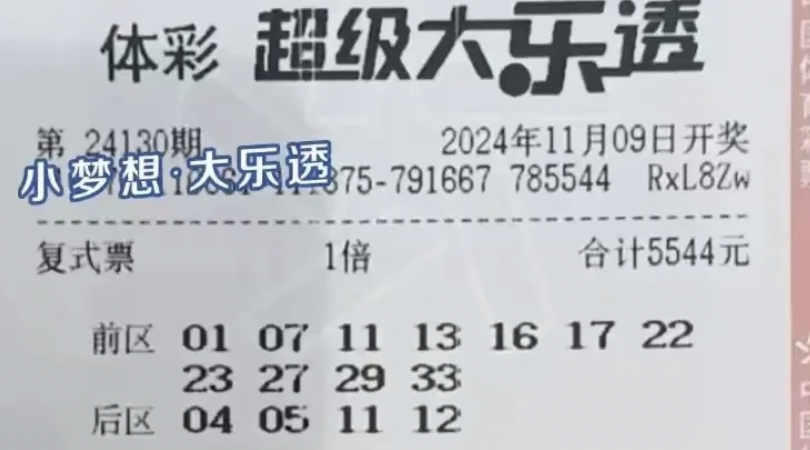 体彩 超级大乐透
第 24130期 2024年11月09日开奖
小梦想·大乐透
375-791667 785544 RxL8Zw
复式票 1倍 合计5544元
前区 01 07 11 13 16 17 22
23 27 29 33
后区 04 05 11 12